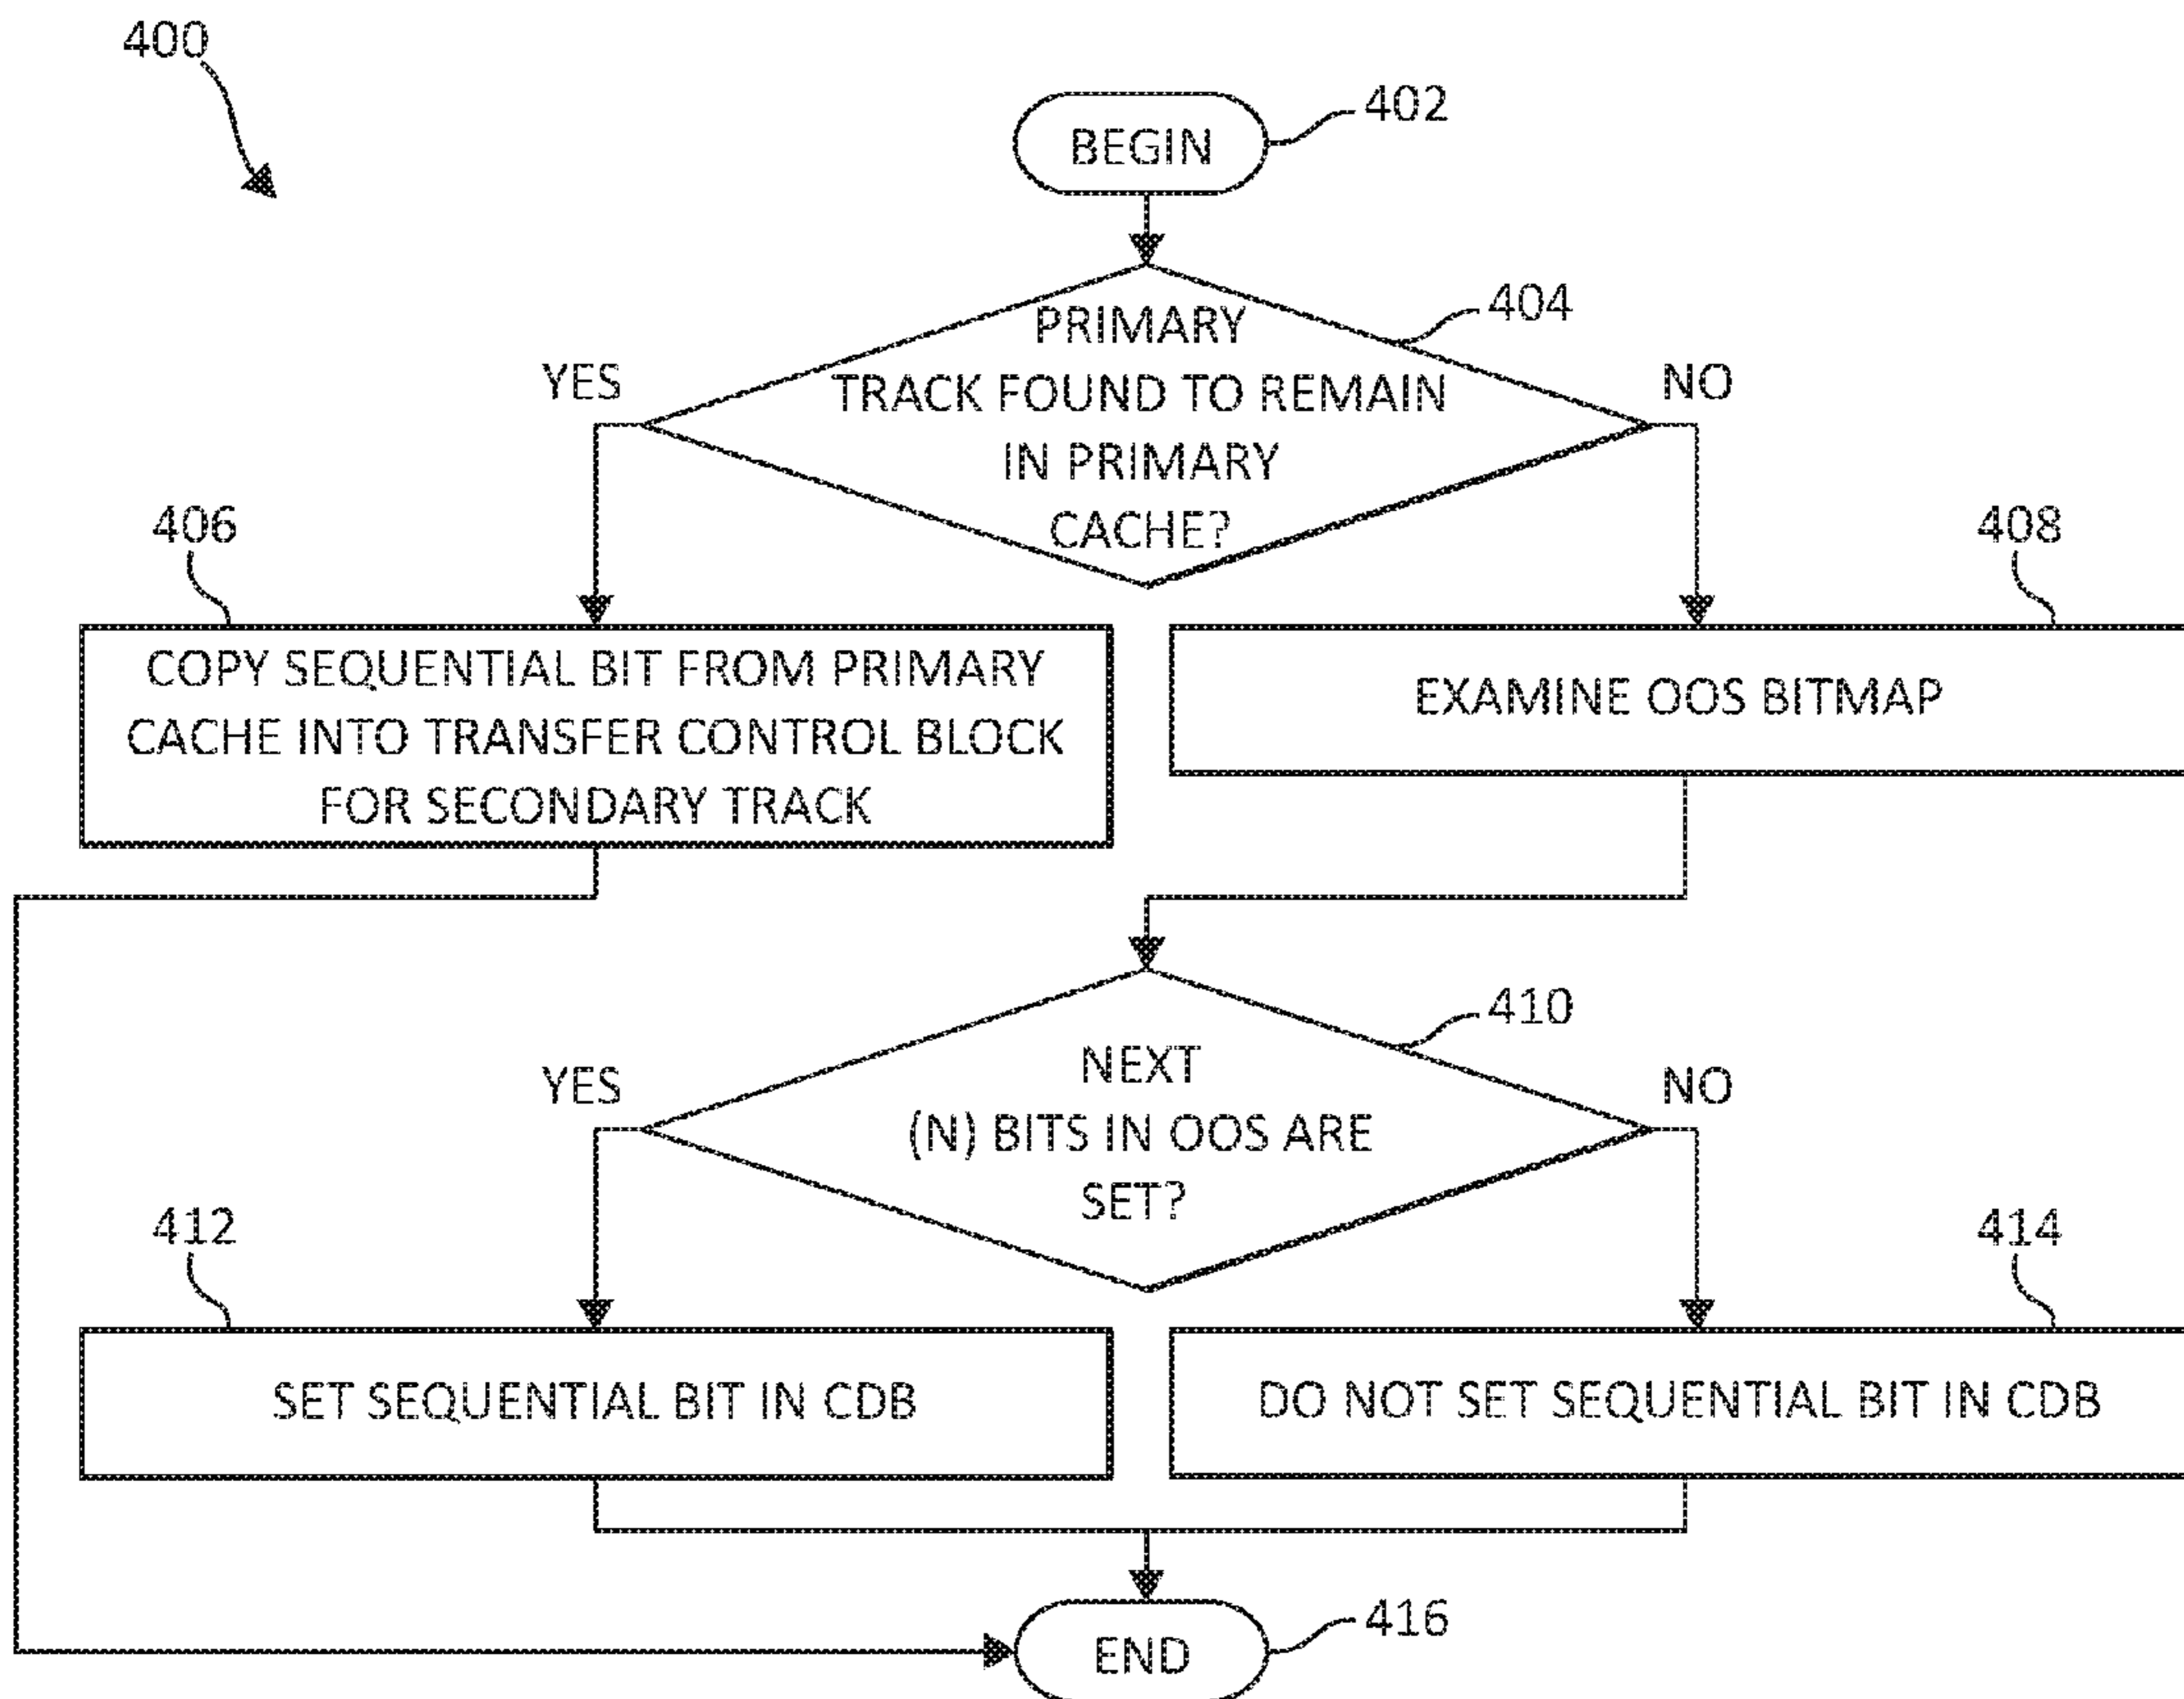 400
BEGIN
402
PRIMARY
TRACK FOUND TO REMAIN
IN PRIMARY
CACHE?
404
YES
NO
406
COPY SEQUENTIAL BIT FROM PRIMARY
CACHE INTO TRANSFER CONTROL BLOCK
FOR SECONDARY TRACK
408
EXAMINE OOS BITMAP
NEXT
(N) BITS IN OOS ARE
SET?
410
YES
NO
412
SET SEQUENTIAL BIT IN CDB
414
DO NOT SET SEQUENTIAL BIT IN CDB
END
416